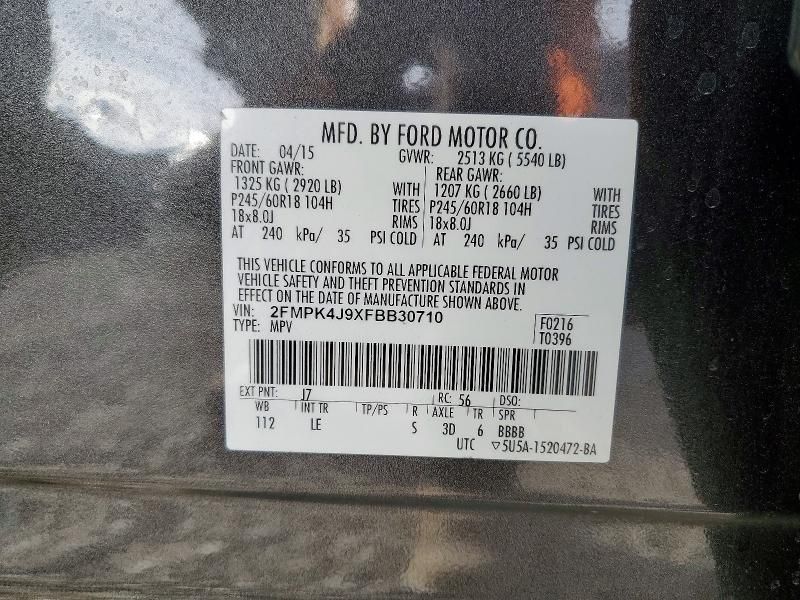 MFD. BY FORD MOTOR CO.
DATE: 04/15 GVWR: 2513 KG ( 5540 LB)
FRONT GAWR: REAR GAWR:
1325 KG ( 2920 LB) WITH 1207 KG ( 2660 LB) WITH
P245/60R18 104H TIRES P245/60R18 104H TIRES
18x8.0J RIMS 18x8.0J RIMS
AT 240 kPa/ 35 PSI COLD AT 240 kPa/ 35 PSI COLD
THIS VEHICLE CONFORMS TO ALL APPLICABLE FEDERAL MOTOR
VEHICLE SAFETY AND THEFT PREVENTION STANDARDS IN
EFFECT ON THE DATE OF MANUFACTURE SHOWN ABOVE.
VIN: 2FMPK4J9XFBB30710
TYPE: MPV
F0216
T0396
EXT PNT: J7 RC: 56 DSO:
WB INT TR TP/PS R AXLE TR SPR
112 LE S 3D 6 BBBB
UTC ▽5U5A-1520472-BA